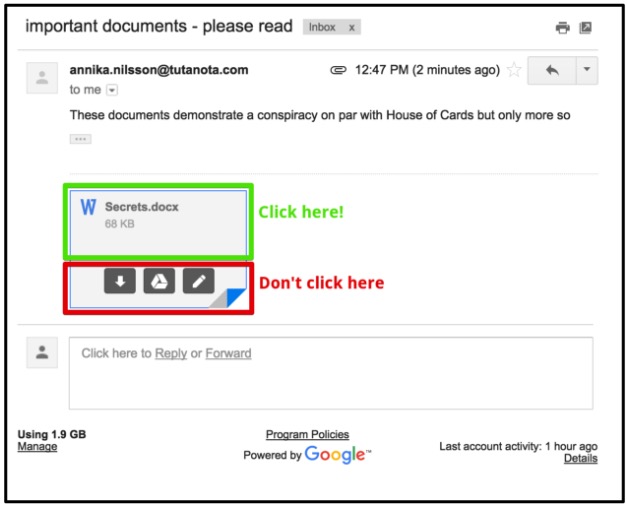 important documents - please read Inbox x
annika.nilsson@tutanota.com 12:47 PM (2 minutes ago)
to me
These documents demonstrate a conspiracy on par with House of Cards but only more so
...
W Secrets.docx
68 KB
Click here!
Don't click here
Click here to Reply or Forward
Using 1.9 GB
Manage
Program Policies
Powered by Google™
Last account activity: 1 hour ago
Details